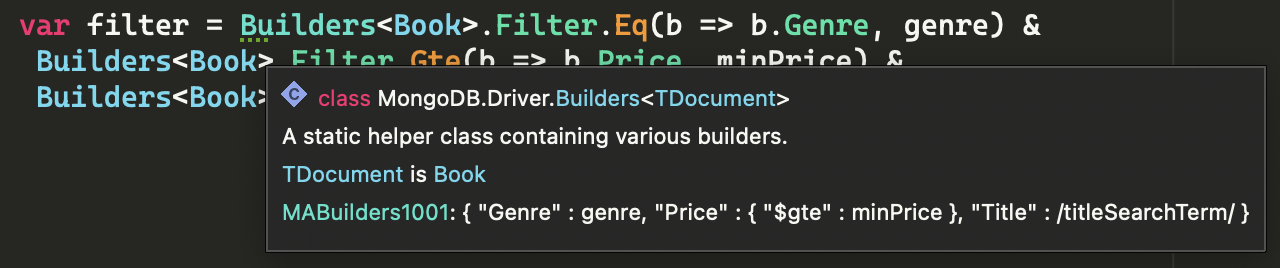 var filter = Builders<Book>.Filter.Eq(b => b.Genre, genre) &
Builders<Book>.Filter.Gte(b => b.Price, minPrice) &
Builders<Book>
class MongoDB.Driver.Builders<TDocument>
A static helper class containing various builders.
TDocument is Book
MABuilders1001: { "Genre" : genre, "Price" : { "$gte" : minPrice }, "Title" : /titleSearchTerm/ }